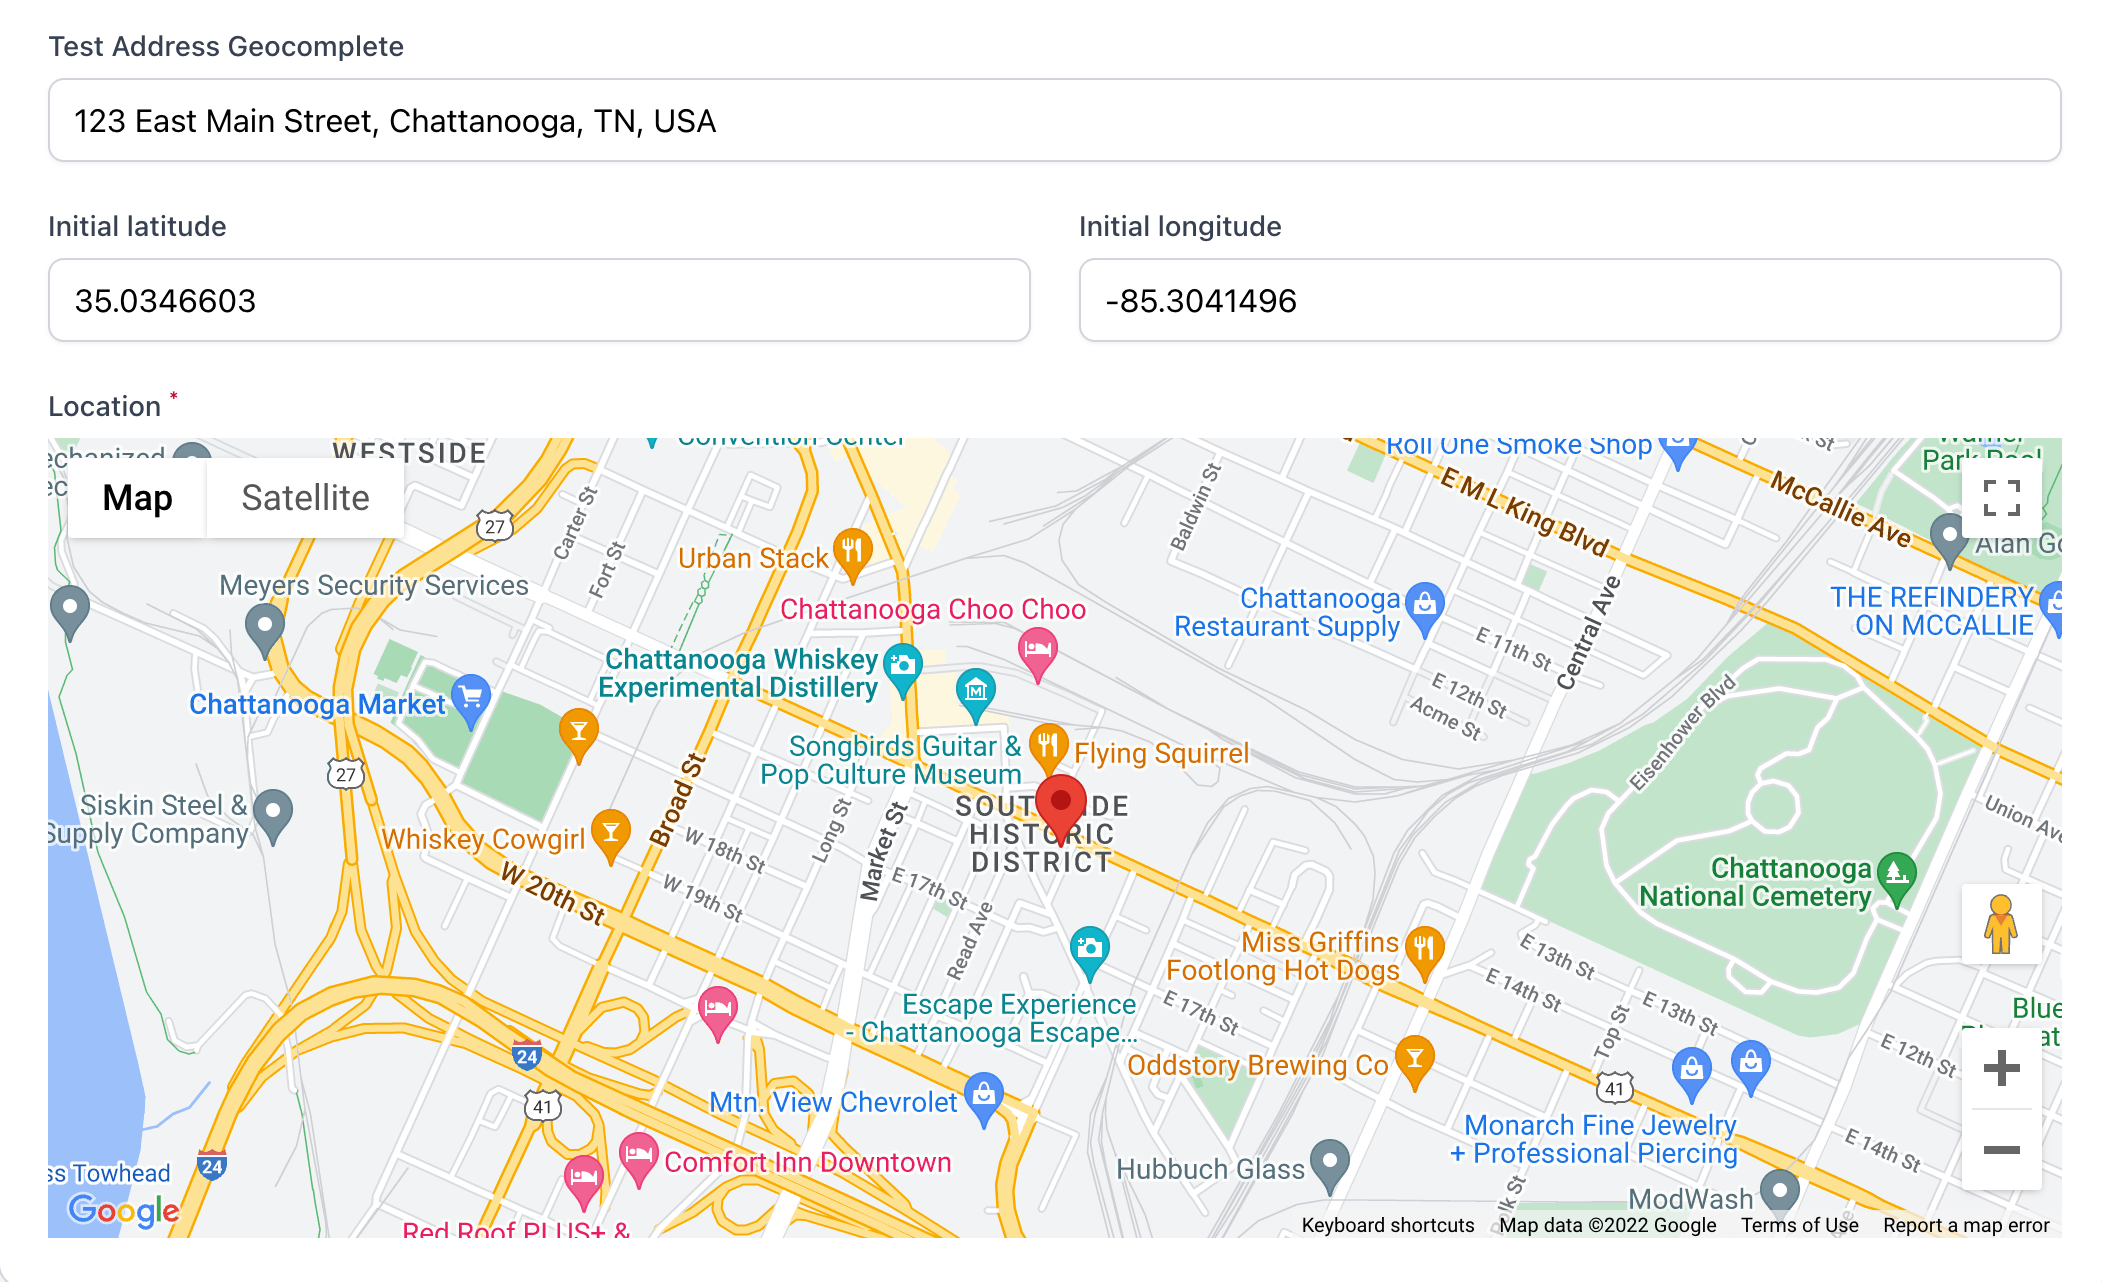 Test Address Geocomplete
123 East Main Street, Chattanooga, TN, USA
Initial latitude
Initial longitude
35.0346603
-85.3041496
Location *
WESTSIDE
Convention Center
Roll One Smoke Shop
Park Pool
Map
Satellite
27
Carter St
Fort St
Baldwin St
E M L King Blvd
McCallie Ave
Urban Stack
Meyers Security Services
Chattanooga Choo Choo
Chattanooga
Restaurant Supply
Central Ave
THE REFINDERY
ON MCCALLIE
E 11th St
Chattanooga Whiskey
Experimental Distillery
E 12th St
Acme St
Eisenhower Blvd
Chattanooga Market
Songbirds Guitar &
Pop Culture Museum
Flying Squirrel
27
Broad St
Siskin Steel &
Supply Company
Whiskey Cowgirl
W 18th St
Long St
Market St
HISTORIC
DISTRICT
Union Ave
W 20th St
W 19th St
E 17th St
Read Ave
Chattanooga
National Cemetery
Miss Griffins
Footlong Hot Dogs
E 13th St
E 14th St
E 13th St
Top St
Escape Experience
- Chattanooga Escape...
E 17th St
Blue
E 12th St
24
Oddstory Brewing Co
41
41
Mtn. View Chevrolet
Monarch Fine Jewelry
+ Professional Piercing
E 14th St
24
ss Towhead
Comfort Inn Downtown
Hubbuch Glass
ModWash
Google
Red Roof PLUS+ &
Keyboard shortcuts
Map data ©2022 Google
Terms of Use
Report a map error